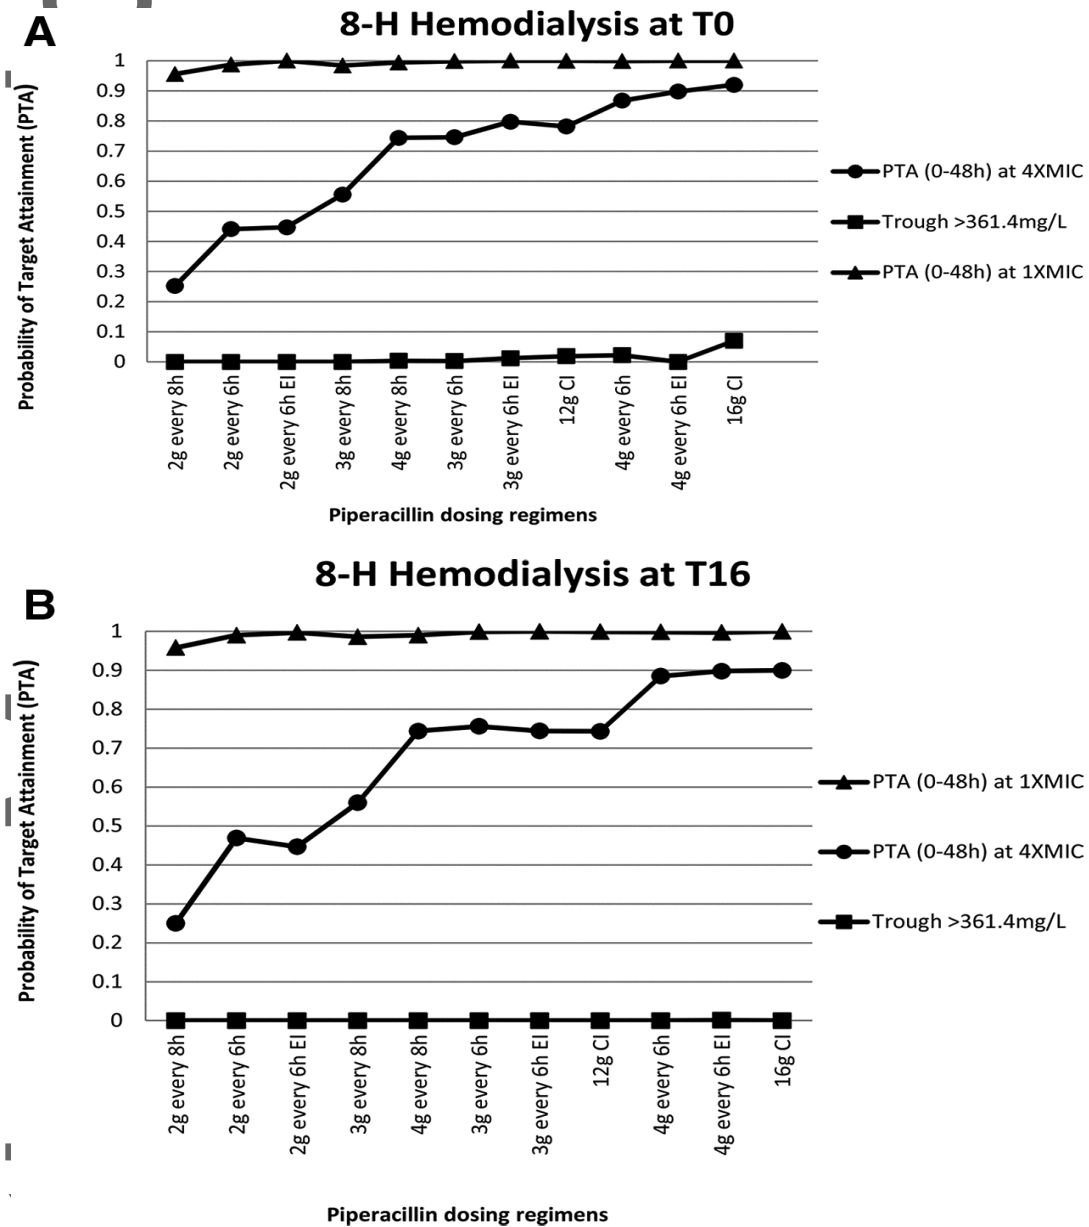 A
8-H Hemodialysis at T0
Probability of Target Attainment (PTA)
1
0.9
0.8
0.7
0.6
0.5
0.4
0.3
0.2
0.1
0
2g every 8h
2g every 6h
2g every 6h EI
3g every 8h
4g every 8h
3g every 6h
3g every 6h EI
12g CI
4g every 6h
4g every 6h EI
16g CI
Piperacillin dosing regimens
PTA (0-48h) at 4XMIC
Trough >361.4mg/L
PTA (0-48h) at 1XMIC
B
8-H Hemodialysis at T16
Probability of Target Attainment (PTA)
1
0.9
0.8
0.7
0.6
0.5
0.4
0.3
0.2
0.1
0
2g every 8h
2g every 6h
2g every 6h EI
3g every 8h
4g every 8h
3g every 6h
3g every 6h EI
12g CI
4g every 6h
4g every 6h EI
16g CI
Piperacillin dosing regimens
PTA (0-48h) at 1XMIC
PTA (0-48h) at 4XMIC
Trough >361.4mg/L